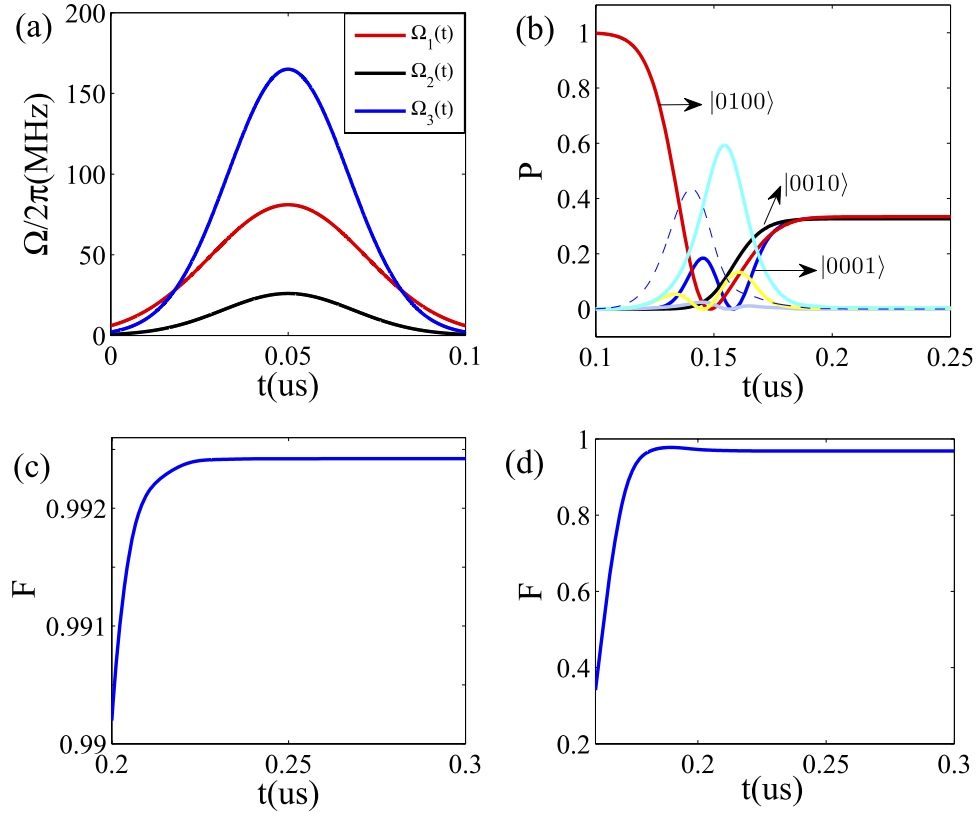 (a)
Ω/2π(MHz)
200
150
100
50
0
0
0.05
0.1
t(us)
Ω1(t)
Ω2(t)
Ω3(t)
(b)
P
1
0.8
0.6
0.4
0.2
0
0.1
0.15
0.2
0.25
t(us)
|0100⟩
|0010⟩
|0001⟩
(c)
F
0.992
0.991
0.99
0.2
0.25
0.3
t(us)
(d)
F
1
0.8
0.6
0.4
0.2
0.2
0.25
0.3
t(us)